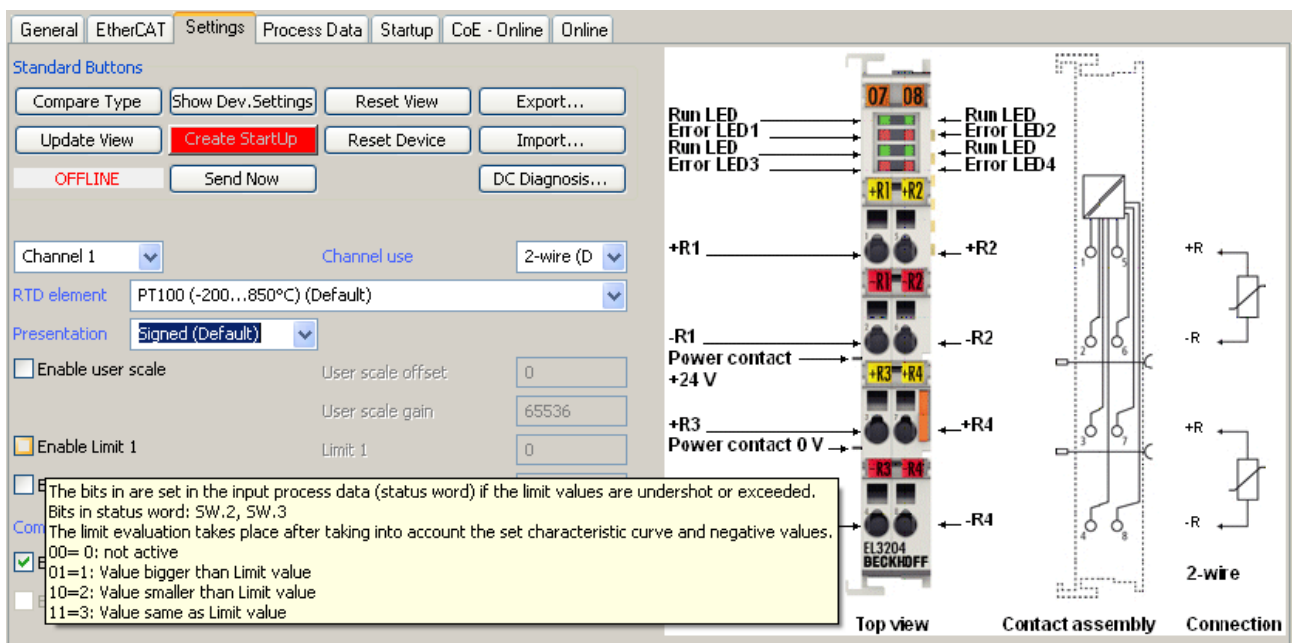 General EtherCAT Settings Process Data Startup CoE - Online Online
Standard Buttons
Compare Type Show Dev.Settings Reset View Export...
Update View Create StartUp Reset Device Import...
OFFLINE Send Now DC Diagnosis...
Channel 1 Channel use 2-wire (D
RTD element PT100 (-200...850°C) (Default)
Presentation Signed (Default)
Enable user scale User scale offset 0
User scale gain 65536
Enable Limit 1 Limit 1 0
The bits in are set in the input process data (status word) if the limit values are undershot or exceeded.
Bits in status word: SW.2, SW.3
The limit evaluation takes place after taking into account the set characteristic curve and negative values.
00= 0: not active
01=1: Value bigger than Limit value
10=2: Value smaller than Limit value
11=3: Value same as Limit value
07 08
Run LED Run LED
Error LED1 Error LED2
Run LED Run LED
Error LED3 Error LED4
+R1 +R2
+R1 +R2
-R1 -R2
-R1 -R2
Power contact
+24 V
+R3 +R4
+R3 +R4
Power contact 0 V
-R3 -R4
-R4
EL3204
BECKHOFF
Top view
1 5
2 6
3 7
4 8
Contact assembly
+R
-R
+R
-R
2-wire
Connection